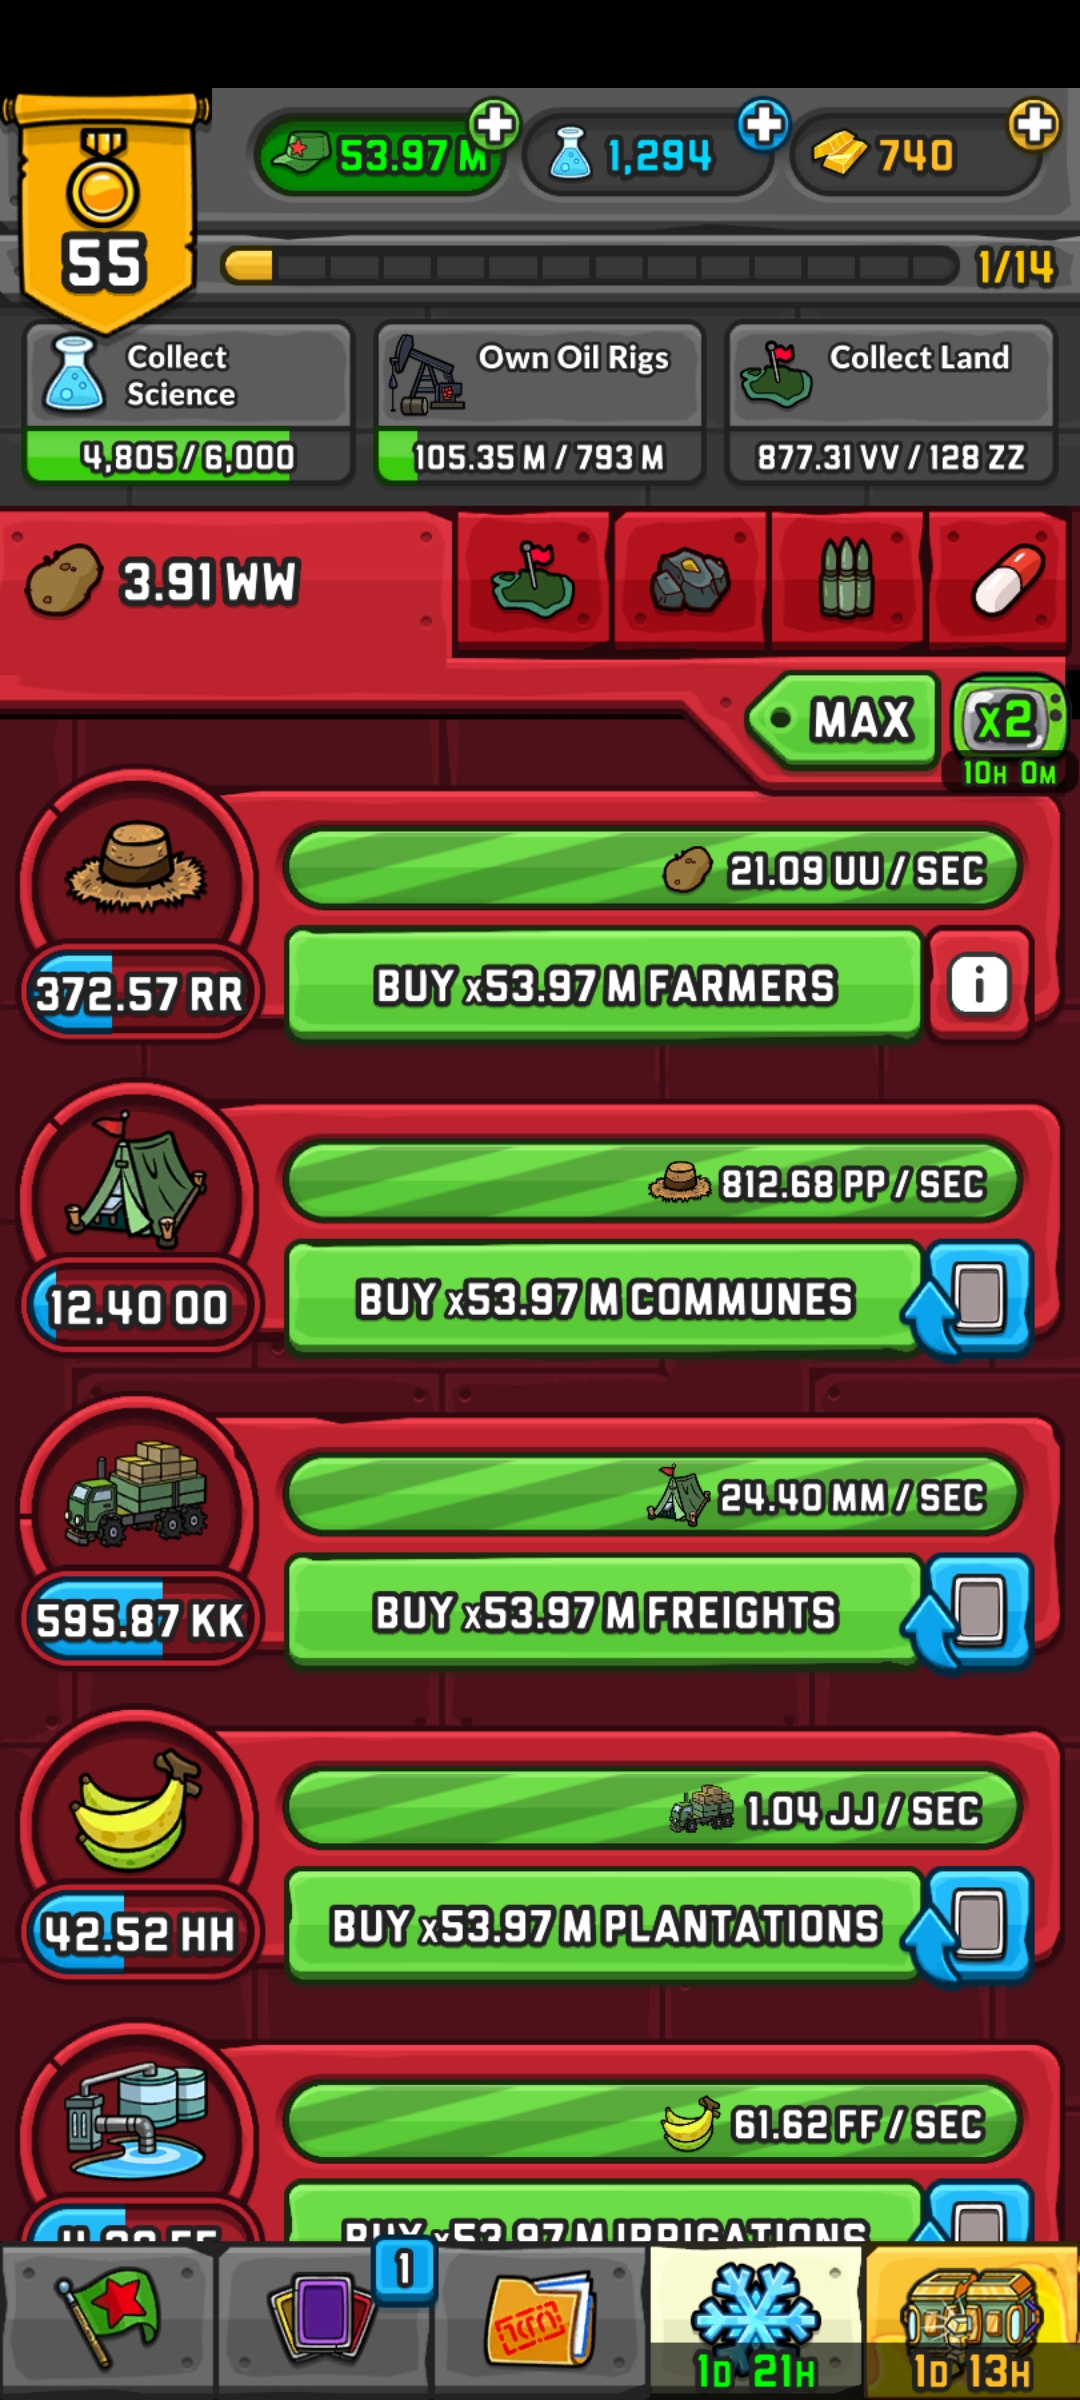 53.97 M
1,294
740
55
1/14
Collect
Science
4,805 / 6,000
Own Oil Rigs
105.35 M / 793 M
Collect Land
877.31 VV / 128 ZZ
3.91 WW
MAX
x2
10H 0M
21.09 UU / SEC
372.57 RR
BUY x53.97 M FARMERS
i
812.68 PP / SEC
12.40 OO
BUY x53.97 M COMMUNES
24.40 MM / SEC
595.87 KK
BUY x53.97 M FREIGHTS
1.04 JJ / SEC
42.52 HH
BUY x53.97 M PLANTATIONS
61.62 FF / SEC
BUY x53.97 M IRRIGATIONS
1
1D 21H
1D 13H